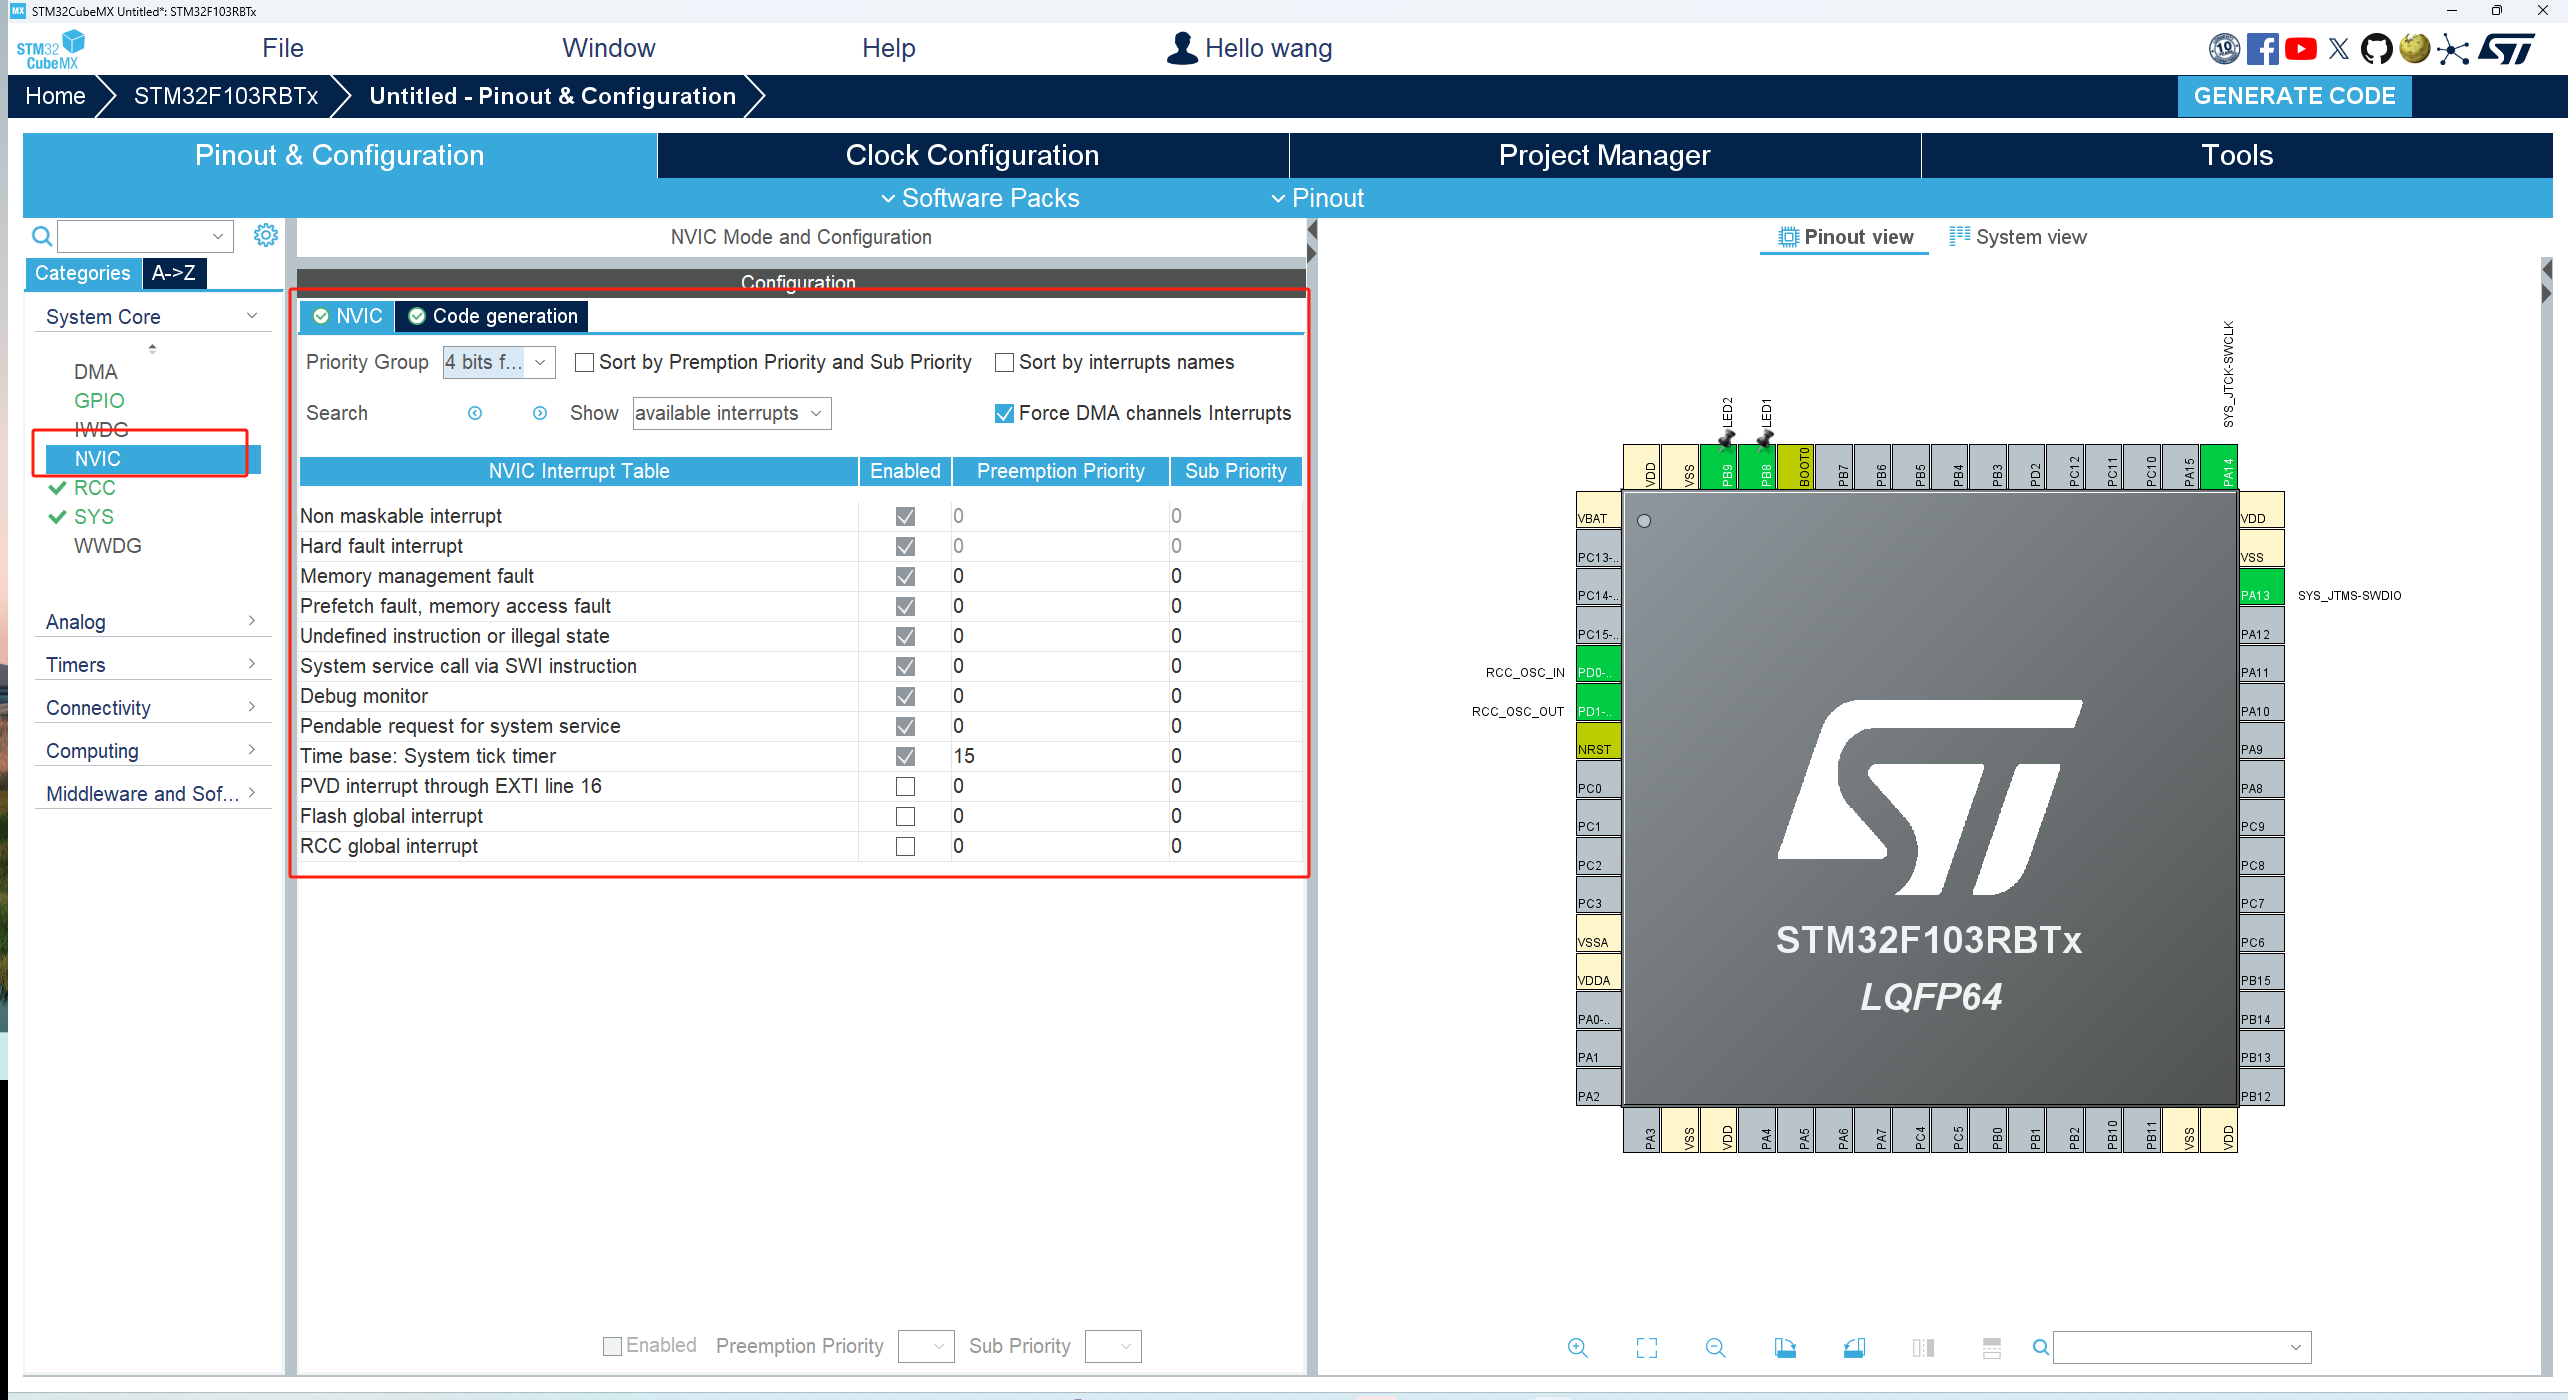 MX STM32CubeMX Untitled*: STM32F103RBTx
STM32 CubeMX
File Window Help Hello wang
10
Home STM32F103RBTx Untitled - Pinout & Configuration GENERATE CODE
Pinout & Configuration Clock Configuration Project Manager Tools
Software Packs Pinout
NVIC Mode and Configuration
Pinout view System view
Categories A->Z
Configuration
System Core
DMA
GPIO
IWDG
NVIC
RCC
SYS
WWDG
Analog
Timers
Connectivity
Computing
Middleware and Sof...
NVIC Code generation
Priority Group 4 bits f... Sort by Premption Priority and Sub Priority Sort by interrupts names
Search Show available interrupts Force DMA channels Interrupts
NVIC Interrupt Table Enabled Preemption Priority Sub Priority
Non maskable interrupt 0 0
Hard fault interrupt 0 0
Memory management fault 0 0
Prefetch fault, memory access fault 0 0
Undefined instruction or illegal state 0 0
System service call via SWI instruction 0 0
Debug monitor 0 0
Pendable request for system service 0 0
Time base: System tick timer 15 0
PVD interrupt through EXTI line 16 0 0
Flash global interrupt 0 0
RCC global interrupt 0 0
Enabled Preemption Priority Sub Priority
LED2 LED1 SYS_JTCK-SWCLK
VDD VSS PB9 PB8 BOOT0 PB7 PB6 PB5 PB4 PB3 PD2 PC12 PC11 PC10 PA15 PA14
VBAT
PC13-..
PC14-..
PC15-..
RCC_OSC_IN PD0-..
RCC_OSC_OUT PD1-..
NRST
PC0
PC1
PC2
PC3
VSSA
VDDA
PA0-..
PA1
PA2
STM32F103RBTx
LQFP64
VDD
VSS
PA13 SYS_JTMS-SWDIO
PA12
PA11
PA10
PA9
PA8
PC9
PC8
PC7
PC6
PB15
PB14
PB13
PB12
PA3 VSS VDD PA4 PA5 PA6 PA7 PC4 PC5 PB0 PB1 PB2 PB10 PB11 VSS VDD